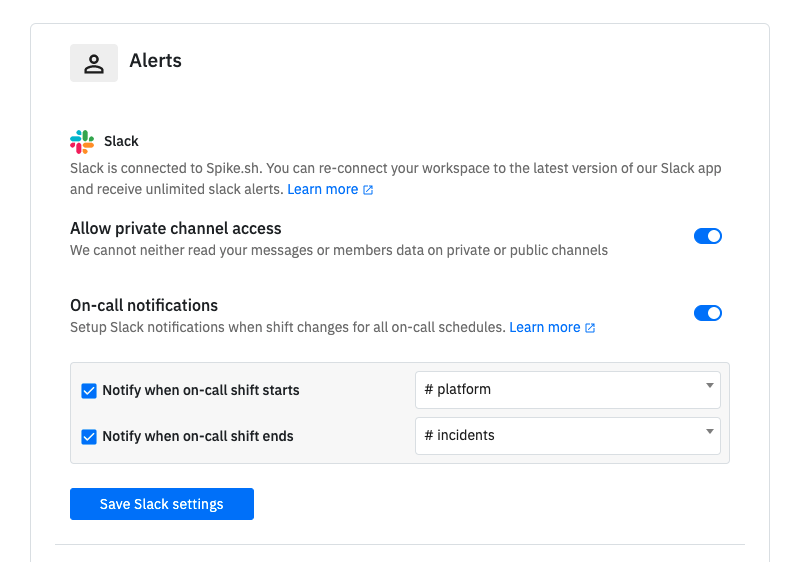 Alerts
Slack
Slack is connected to Spike.sh. You can re-connect your workspace to the latest version of our Slack app
and receive unlimited slack alerts. Learn more
Allow private channel access
We cannot neither read your messages or members data on private or public channels
On-call notifications
Setup Slack notifications when shift changes for all on-call schedules. Learn more
Notify when on-call shift starts # platform
Notify when on-call shift ends # incidents
Save Slack settings